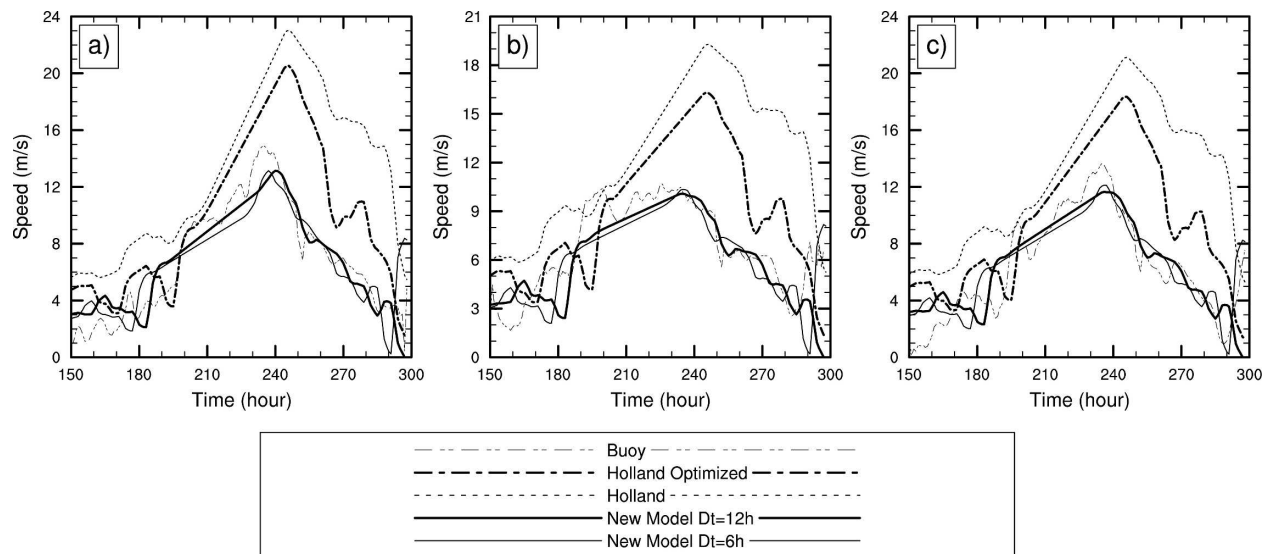 a)
24
20
16
12
8
4
0
Speed (m/s)
150 180 210 240 270 300
Time (hour)
b)
21
18
15
12
9
6
3
0
Speed (m/s)
150 180 210 240 270 300
Time (hour)
c)
24
20
16
12
8
4
0
Speed (m/s)
150 180 210 240 270 300
Time (hour)
Buoy
Holland Optimized
Holland
New Model Dt=12h
New Model Dt=6h